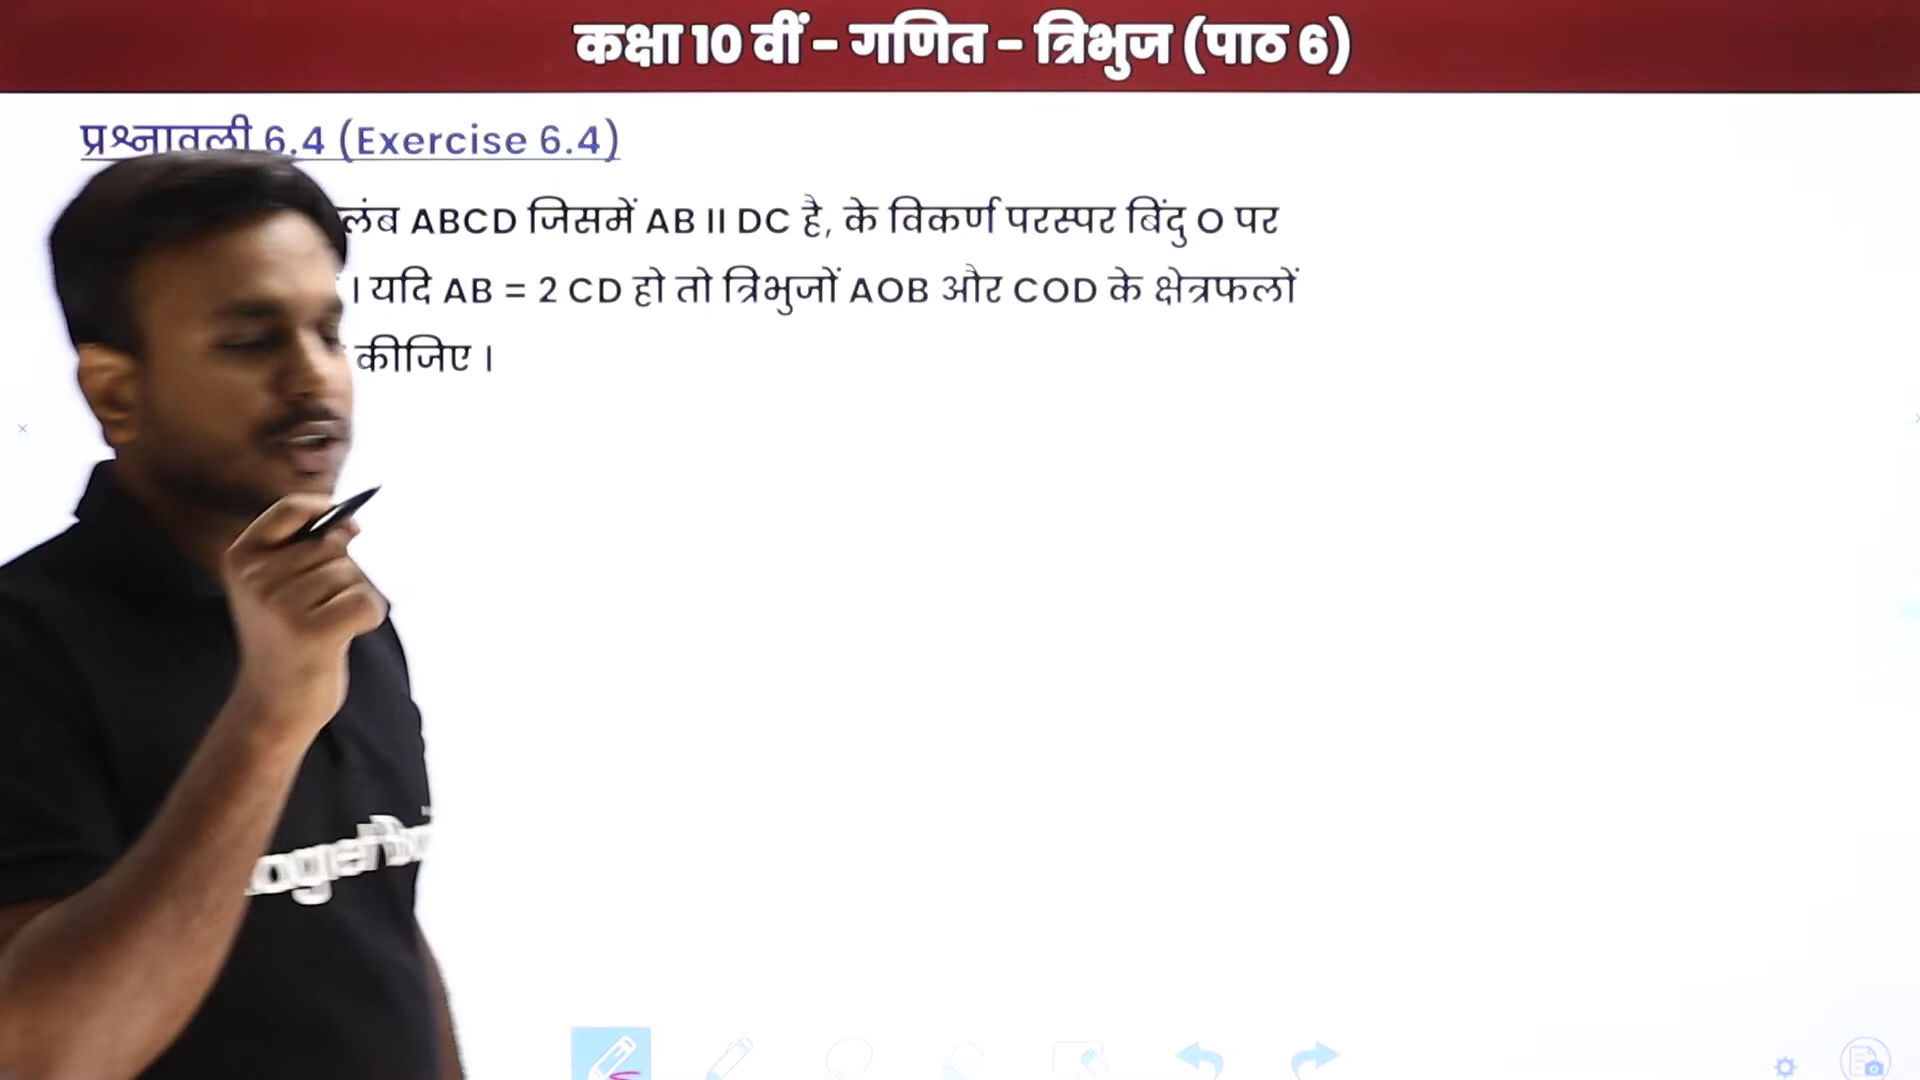 कक्षा 10 वीं - गणित - त्रिभुज (पाठ 6)
प्रश्नावली 6.4 (Exercise 6.4)
लंब ABCD जिसमें AB II DC है, के विकर्ण परस्पर बिंदु O पर
। यदि AB = 2 CD हो तो त्रिभुजों AOB और COD के क्षेत्रफलों
कीजिए ।